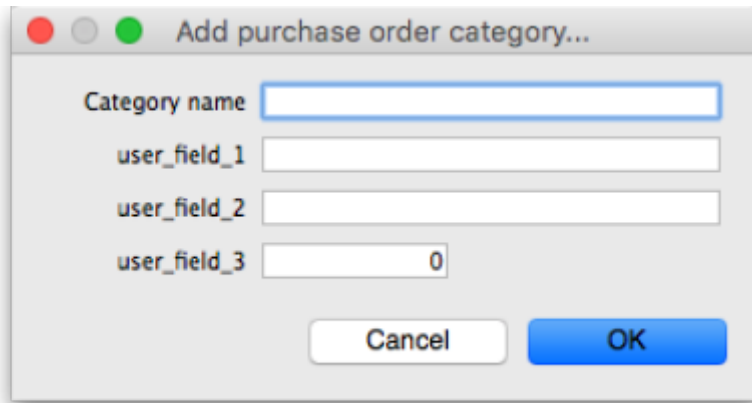 Add purchase order category...
Category name
user_field_1
user_field_2
user_field_3 0
Cancel OK